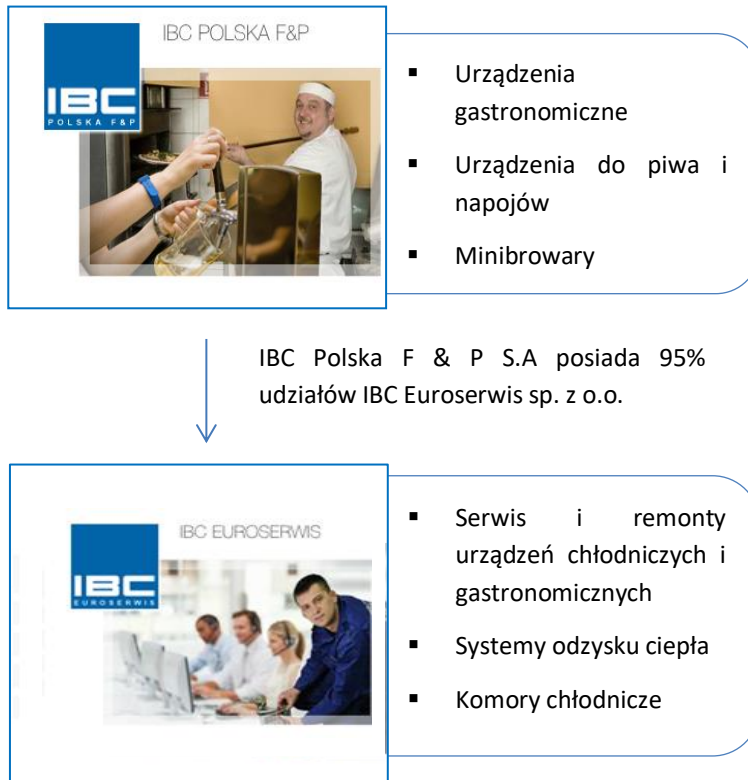 IBC POLSKA F&P
IBC
POLSKA F&P
▪ Urządzenia
gastronomiczne
▪ Urządzenia do piwa i
napojów
▪ Minibrowary
IBC Polska F & P S.A posiada 95%
udziałów IBC Euroserwis sp. z o.o.
IBC EUROSERWIS
IBC
EUROSERWIS
▪ Serwis i remonty
urządzeń chłodniczych i
gastronomicznych
▪ Systemy odzysku ciepła
▪ Komory chłodnicze